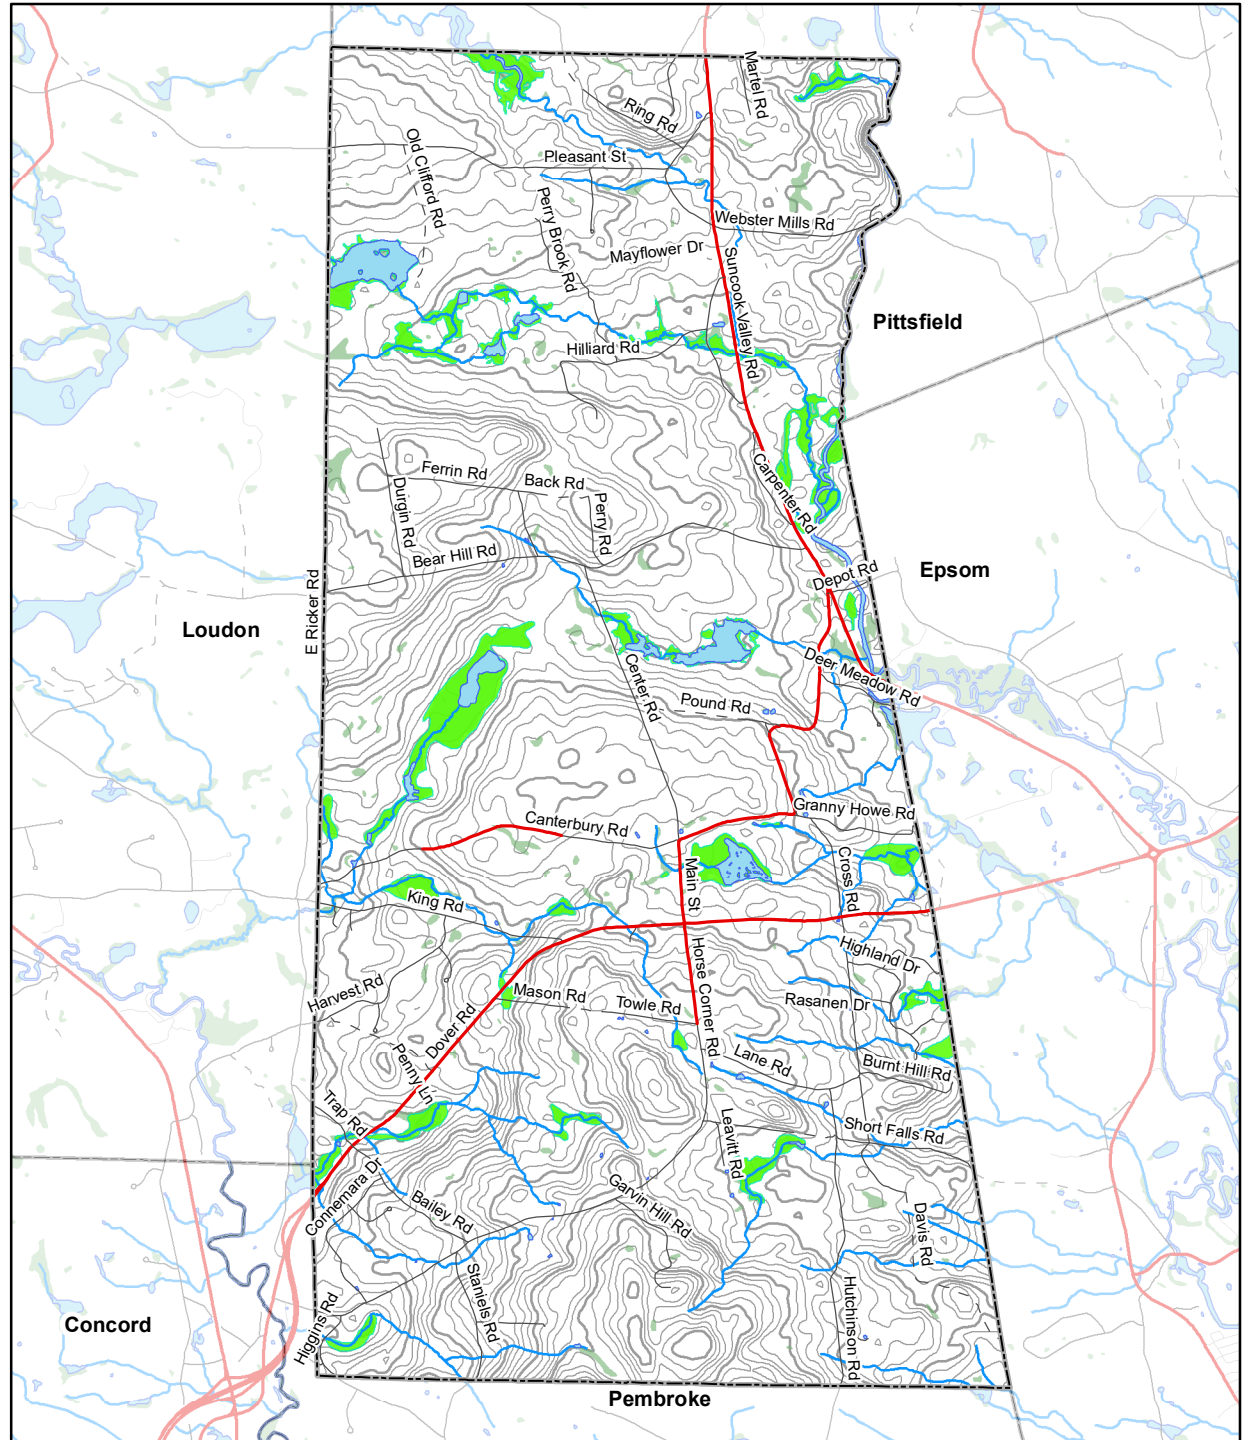 Martel Rd
Ring Rd
Pleasant St
Old Clifford Rd
Perry Brook Rd
Webster Mills Rd
Mayflower Dr
Suncook Valley Rd
Pittsfield
Hilliard Rd
Carpenter Rd
Ferrin Rd
Back Rd
Durgin Rd
Perry Rd
Bear Hill Rd
Depot Rd
Epsom
E Ricker Rd
Loudon
Center Rd
Deer Meadow Rd
Pound Rd
Granny Howe Rd
Canterbury Rd
Main St
Cross Rd
King Rd
Highland Dr
Horse Corner Rd
Harvest Rd
Mason Rd
Towle Rd
Rasanen Dr
Dover Rd
Lane Rd
Burnt Hill Rd
Penny Ln
Trap Rd
Leavitt Rd
Short Falls Rd
Connemara Dr
Bailey Rd
Garvin Hill Rd
Davis Rd
Staniels Rd
Hutchinson Rd
Higgins Rd
Concord
Pembroke